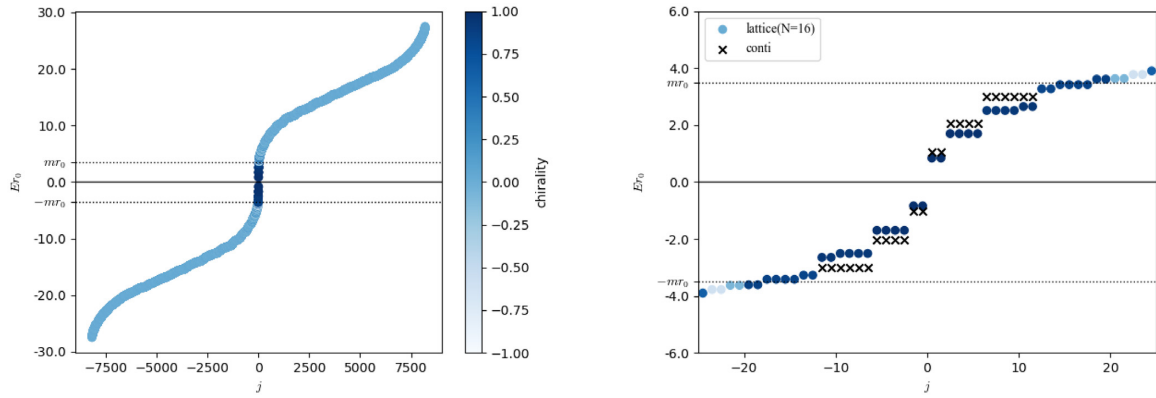 30.0
20.0
10.0
mr₀
0.0
−mr₀
−10.0
−20.0
−30.0
Er₀
−7500 −5000 −2500 0 2500 5000 7500
j
1.00
0.75
0.50
0.25
0.00
−0.25
−0.50
−0.75
−1.00
chirality
6.0
4.0
mr₀
2.0
0.0
−2.0
−mr₀
−4.0
−6.0
Er₀
lattice(N=16)
conti
−20 −10 0 10 20
j